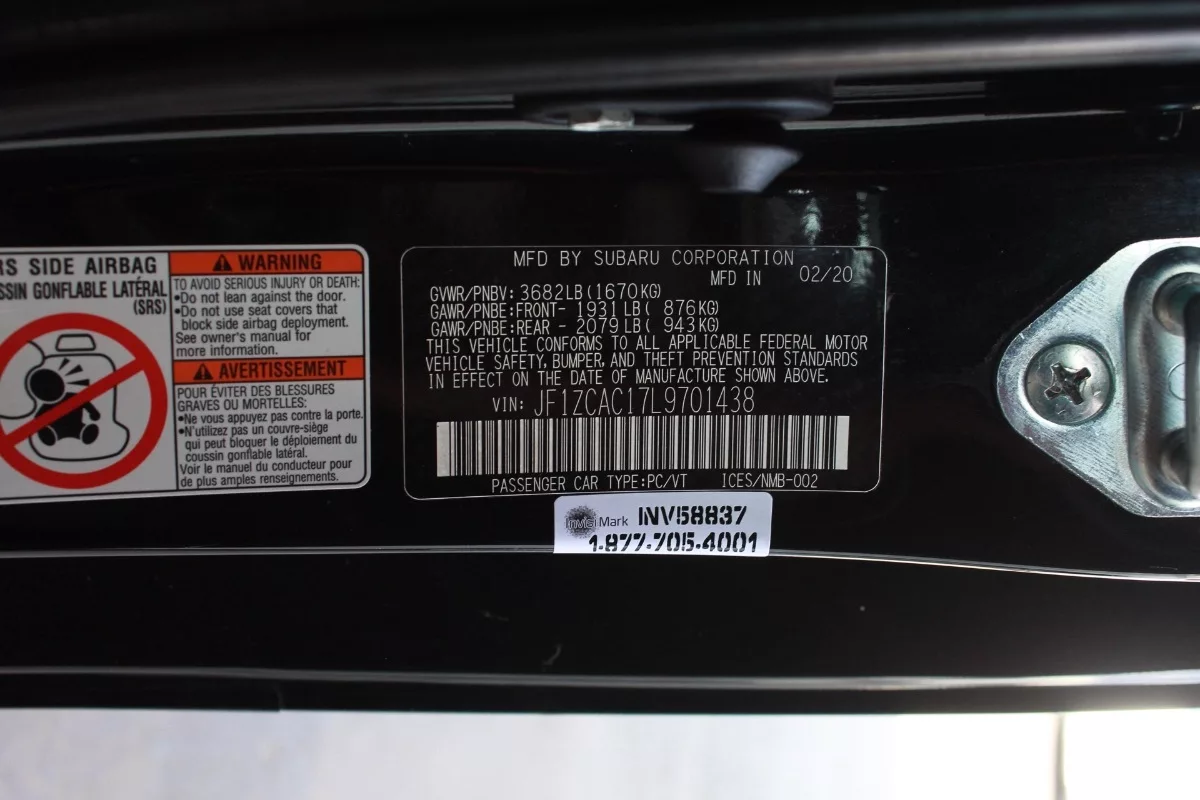 RS SIDE AIRBAG
SSIN GONFLABLE LATÉRAL
(SRS)
WARNING
TO AVOID SERIOUS INJURY OR DEATH:
•Do not lean against the door.
•Do not use seat covers that
block side airbag deployment.
See owner's manual for
more information.
AVERTISSEMENT
POUR ÉVITER DES BLESSURES
GRAVES OU MORTELLES:
•Ne vous appuyez pas contre la porte.
•N'utilizez pas un couvre-siège
qui peut bloquer le déploiement du
coussin gonflable latéral.
Voir le manuel du conducteur pour
de plus amples renseignements.
MFD BY SUBARU CORPORATION
MFD IN 02/20
GVWR/PNBV: 3682LB(1670KG)
GAWR/PNBE:FRONT- 1931LB( 876KG)
GAWR/PNBE:REAR - 2079LB( 943KG)
THIS VEHICLE CONFORMS TO ALL APPLICABLE FEDERAL MOTOR
VEHICLE SAFETY, BUMPER, AND THEFT PREVENTION STANDARDS
IN EFFECT ON THE DATE OF MANUFACTURE SHOWN ABOVE.
VIN: JF1ZCAC17L9701438
PASSENGER CAR TYPE:PC/VT ICES/NMB-002
Invisi Mark INV58837
1-877-705-4001